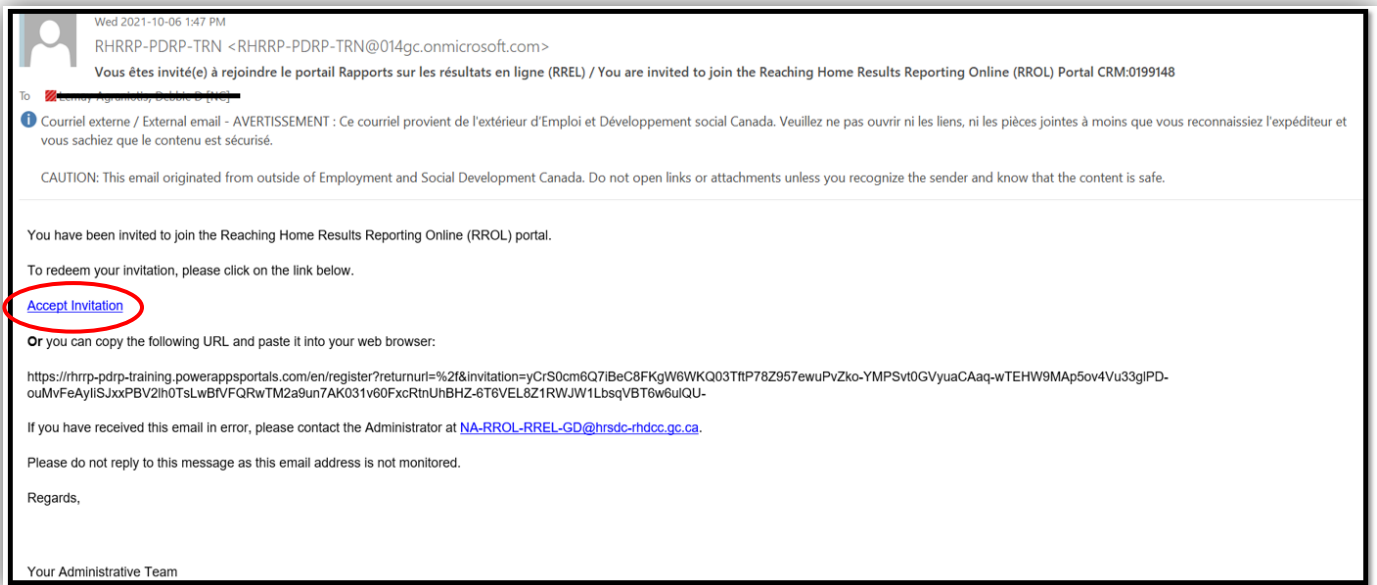 Wed 2021-10-06 1:47 PM
RHRRP-PDRP-TRN <RHRRP-PDRP-TRN@014gc.onmicrosoft.com>
Vous êtes invité(e) à rejoindre le portail Rapports sur les résultats en ligne (RREL) / You are invited to join the Reaching Home Results Reporting Online (RROL) Portal CRM:0199148
To
Courriel externe / External email - AVERTISSEMENT : Ce courriel provient de l'extérieur d'Emploi et Développement social Canada. Veuillez ne pas ouvrir ni les liens, ni les pièces jointes à moins que vous reconnaissiez l'expéditeur et
vous sachiez que le contenu est sécurisé.
CAUTION: This email originated from outside of Employment and Social Development Canada. Do not open links or attachments unless you recognize the sender and know that the content is safe.
You have been invited to join the Reaching Home Results Reporting Online (RROL) portal.
To redeem your invitation, please click on the link below.
Accept Invitation
Or you can copy the following URL and paste it into your web browser:
https://rhrrp-pdrp-training.powerappsportals.com/en/register?returnurl=%2f&invitation=yCrS0cm6Q7iBeC8FKgW6WKQ03TftP78Z957ewuPvZko-YMPSvt0GVyuaCAaq-wTEHW9MAp5ov4Vu33glPD-
ouMvFeAyIiSJxxPBV2lh0TsLwBfVFQRwTM2a9un7AK031v60FxcRtnUhBHZ-6T6VEL8Z1RWJW1LbsqVBT6w6ulQU-
If you have received this email in error, please contact the Administrator at NA-RROL-RREL-GD@hrsdc-rhdcc.gc.ca.
Please do not reply to this message as this email address is not monitored.
Regards,
Your Administrative Team